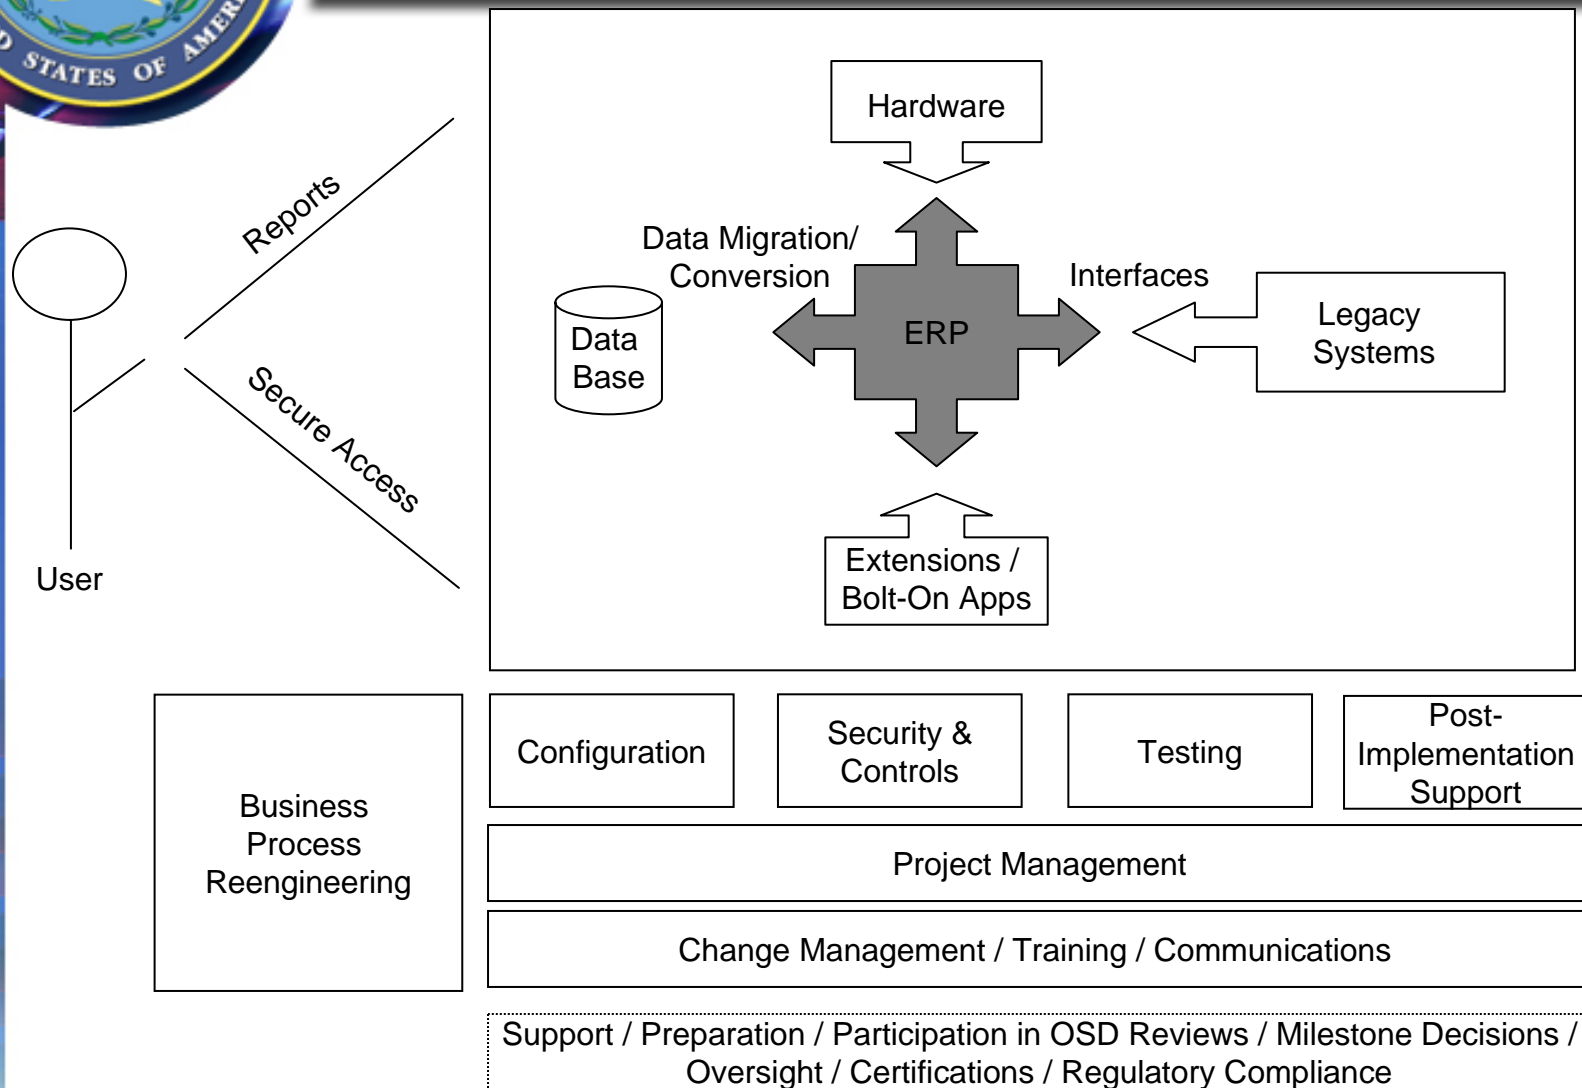 D STATES OF AMER
Hardware
Reports
Data Migration/
Conversion
Interfaces
Data
Base
ERP
Legacy
Systems
Secure Access
User
Extensions /
Bolt-On Apps
Configuration
Security &
Controls
Testing
Post-
Implementation
Support
Business
Process
Reengineering
Project Management
Change Management / Training / Communications
Support / Preparation / Participation in OSD Reviews / Milestone Decisions /
Oversight / Certifications / Regulatory Compliance